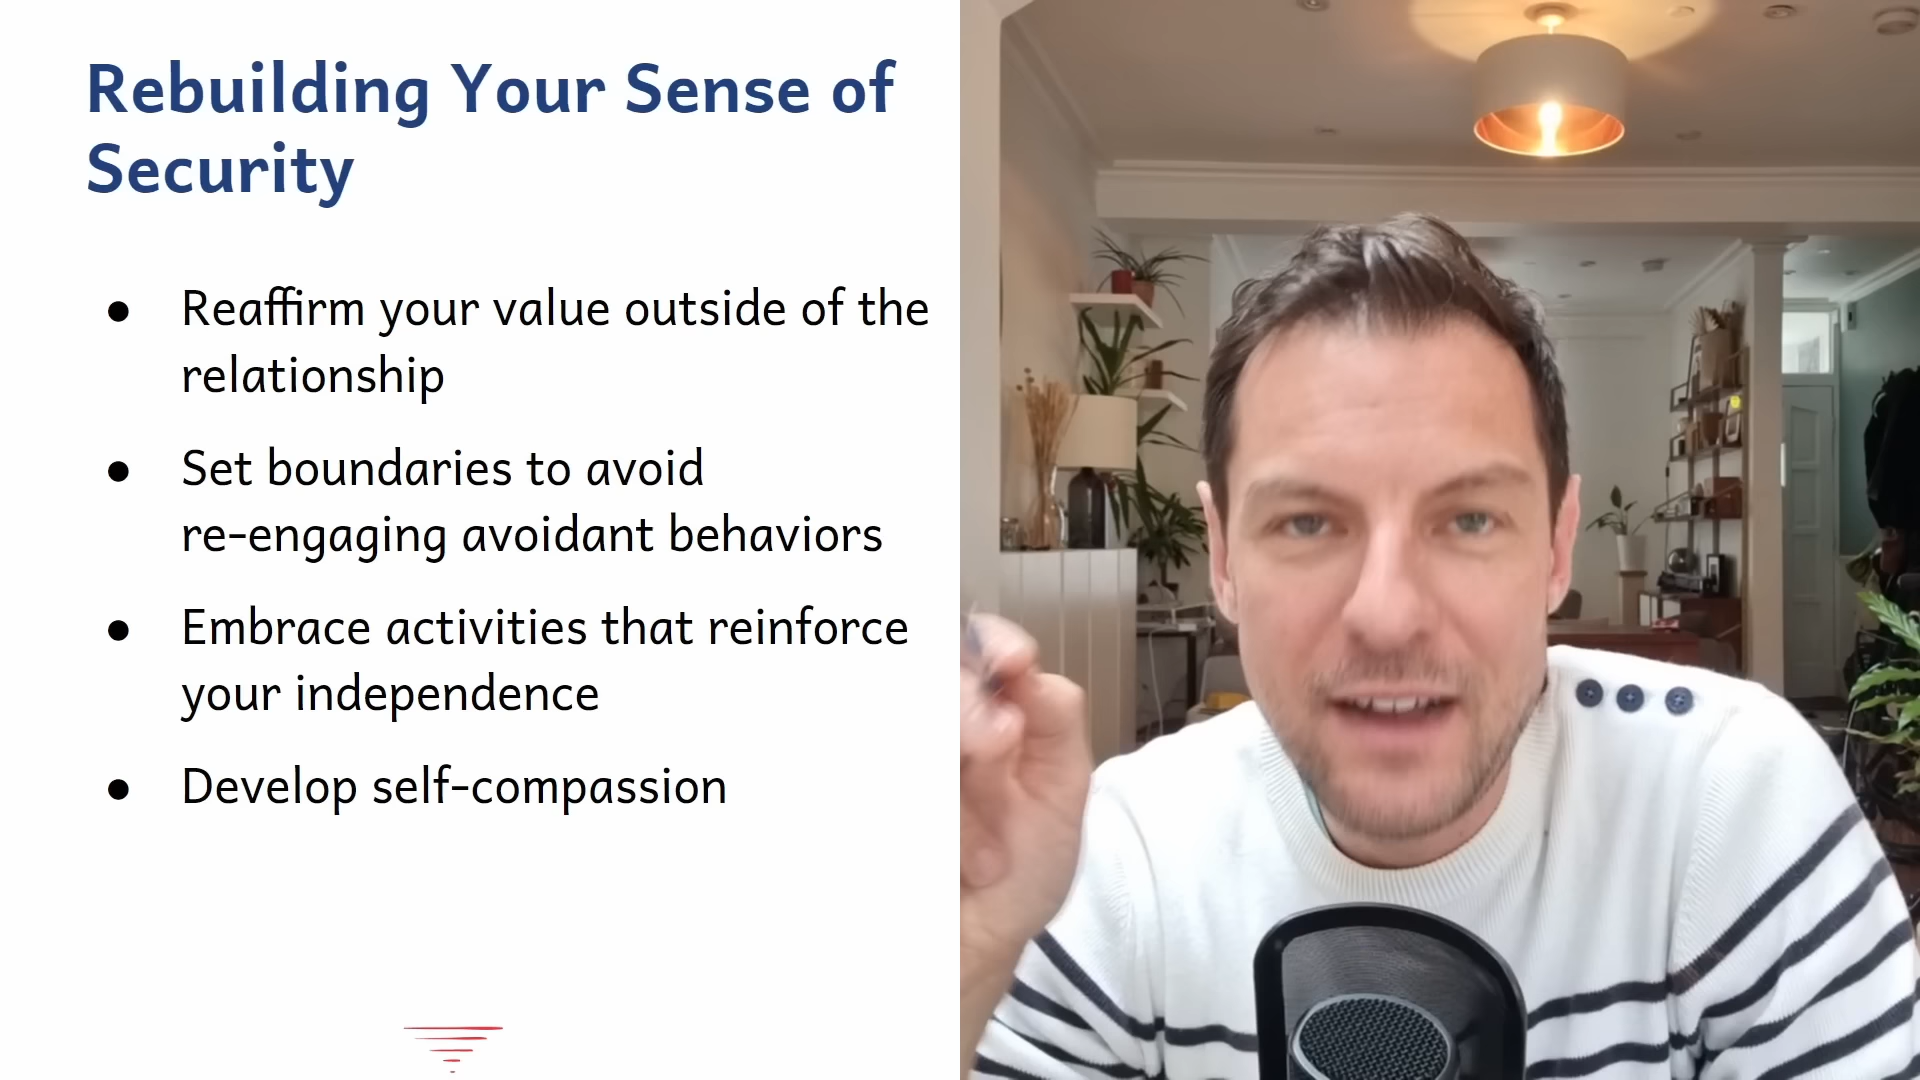 Rebuilding Your Sense of
Security
● Reaffirm your value outside of the
relationship
● Set boundaries to avoid
re-engaging avoidant behaviors
● Embrace activities that reinforce
your independence
● Develop self-compassion